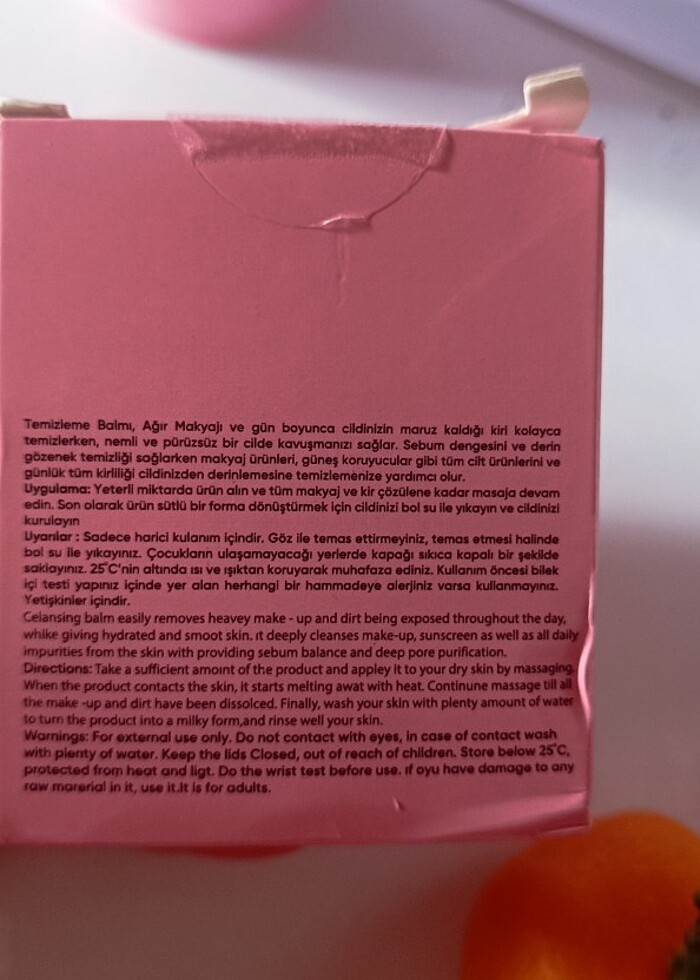 Temizleme Balmı, Ağır Makyajı ve gün boyunca cildinizin maruz kaldığı kiri kolayca
temizlerken, nemli ve pürüzsüz bir cilde kavuşmanızı sağlar. Sebum dengesini ve derin
gözenek temizliği sağlarken makyaj ürünleri, güneş koruyucular gibi tüm cilt ürünlerini ve
günlük tüm kirliliği cildinizden derinlemesine temizlemenize yardımcı olur.
Uygulama: Yeterli miktarda ürün alın ve tüm makyaj ve kir çözülene kadar masaja devam
edin. Son olarak ürün sütlü bir forma dönüştürmek için cildinizi bol su ile yıkayın ve cildinizi
kurulayın
Uyarılar : Sadece harici kulanım içindir. Göz ile temas ettirmeyiniz, temas etmesi halinde
bol su ile yıkayınız. Çocukların ulaşamayacağı yerlerde kapağı sıkıca kapalı bir şekilde
saklayınız. 25°C'nin altında ısı ve ışıktan koruyarak muhafaza ediniz. Kullanım öncesi bilek
içi testi yapınız içinde yer alan herhangi bir hammadeye alerjiniz varsa kullanmayınız.
Yetişkinler içindir.
Celansing balm easily removes heavey make - up and dirt being exposed throughout the day,
whike giving hydrated and smoot skin. ıt deeply cleanses make-up, sunscreen as well as all daily
impurities from the skin with providing sebum balance and deep pore purification.
Directions: Take a sufficient amoınt of the product and appley it to your dry skin by massaging.
When the product contacts the skin, it starts melting awat with heat. Continune massage till all
the make -up and dirt have been dissolced. Finally, wash your skin with plenty amount of water
to turn the product into a milky form,and rinse well your skin.
Warnings: For external use only. Do not contact with eyes, in case of contact wash
with plenty of water. Keep the lids Closed, out of reach of children. Store below 25°C,
protected from heat and ligt. Do the wrist test before use. ıf oyu have damage to any
raw marerial in it, use it.It is for adults.